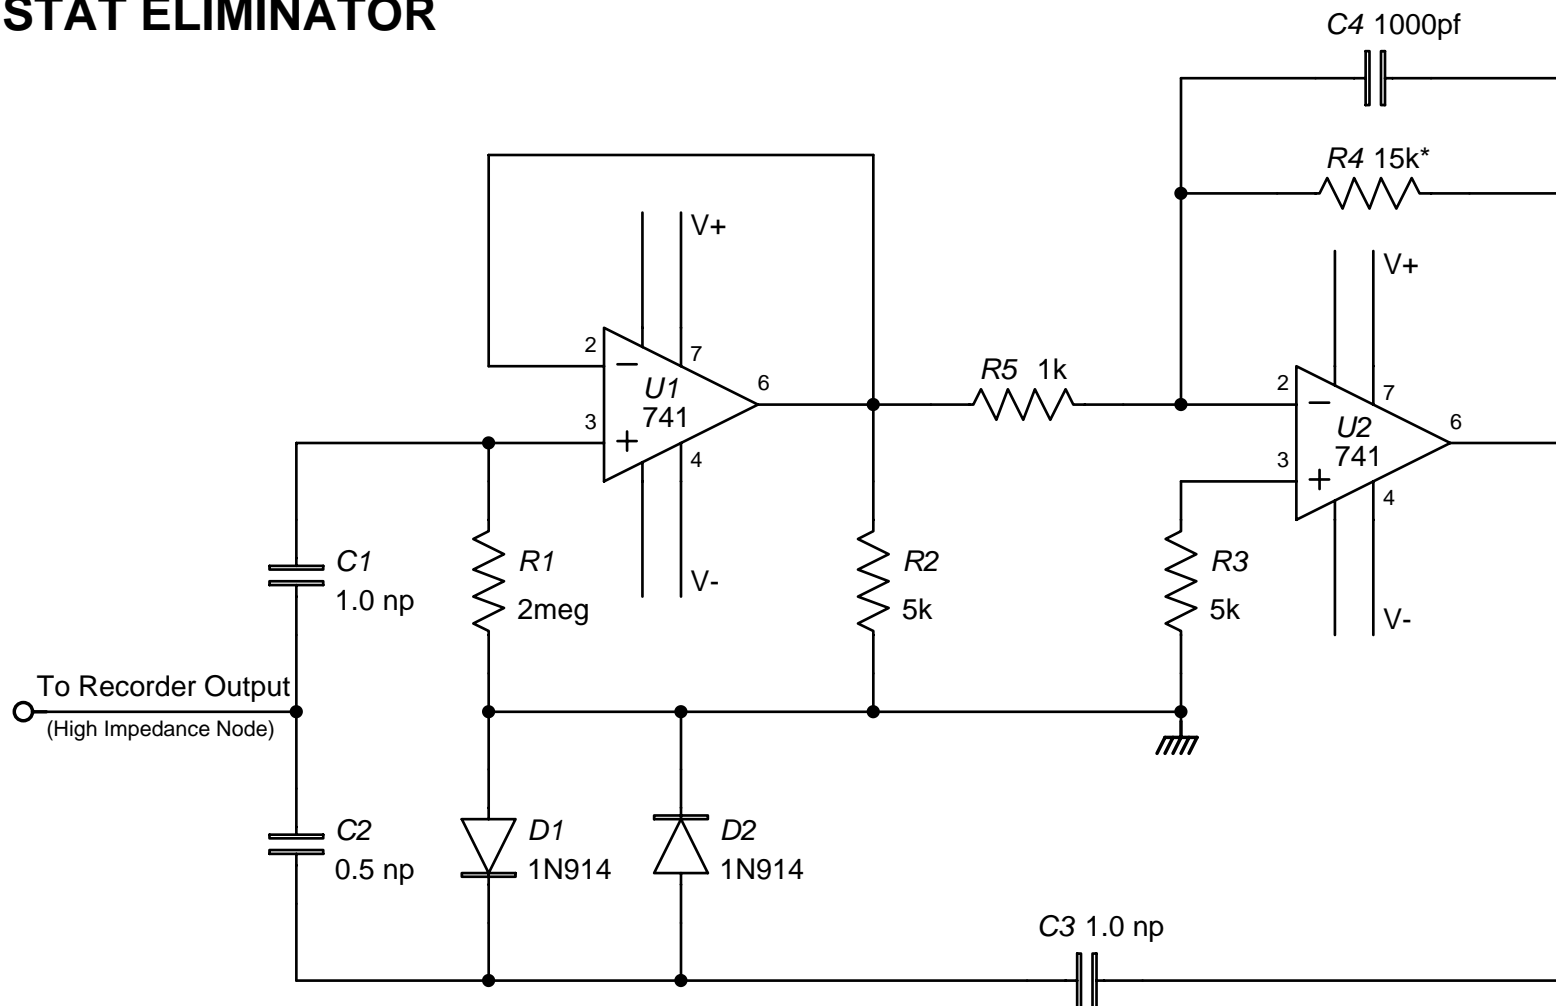 STAT ELIMINATOR
C4 1000pf
R4 15k*
V+
V+
2
7
U1
741
6
3
4
R5 1k
2
7
U2
741
6
3
4
C1
1.0 np
R1
2meg
V-
R2
5k
R3
5k
V-
To Recorder Output
(High Impedance Node)
C2
0.5 np
D1
1N914
D2
1N914
C3 1.0 np